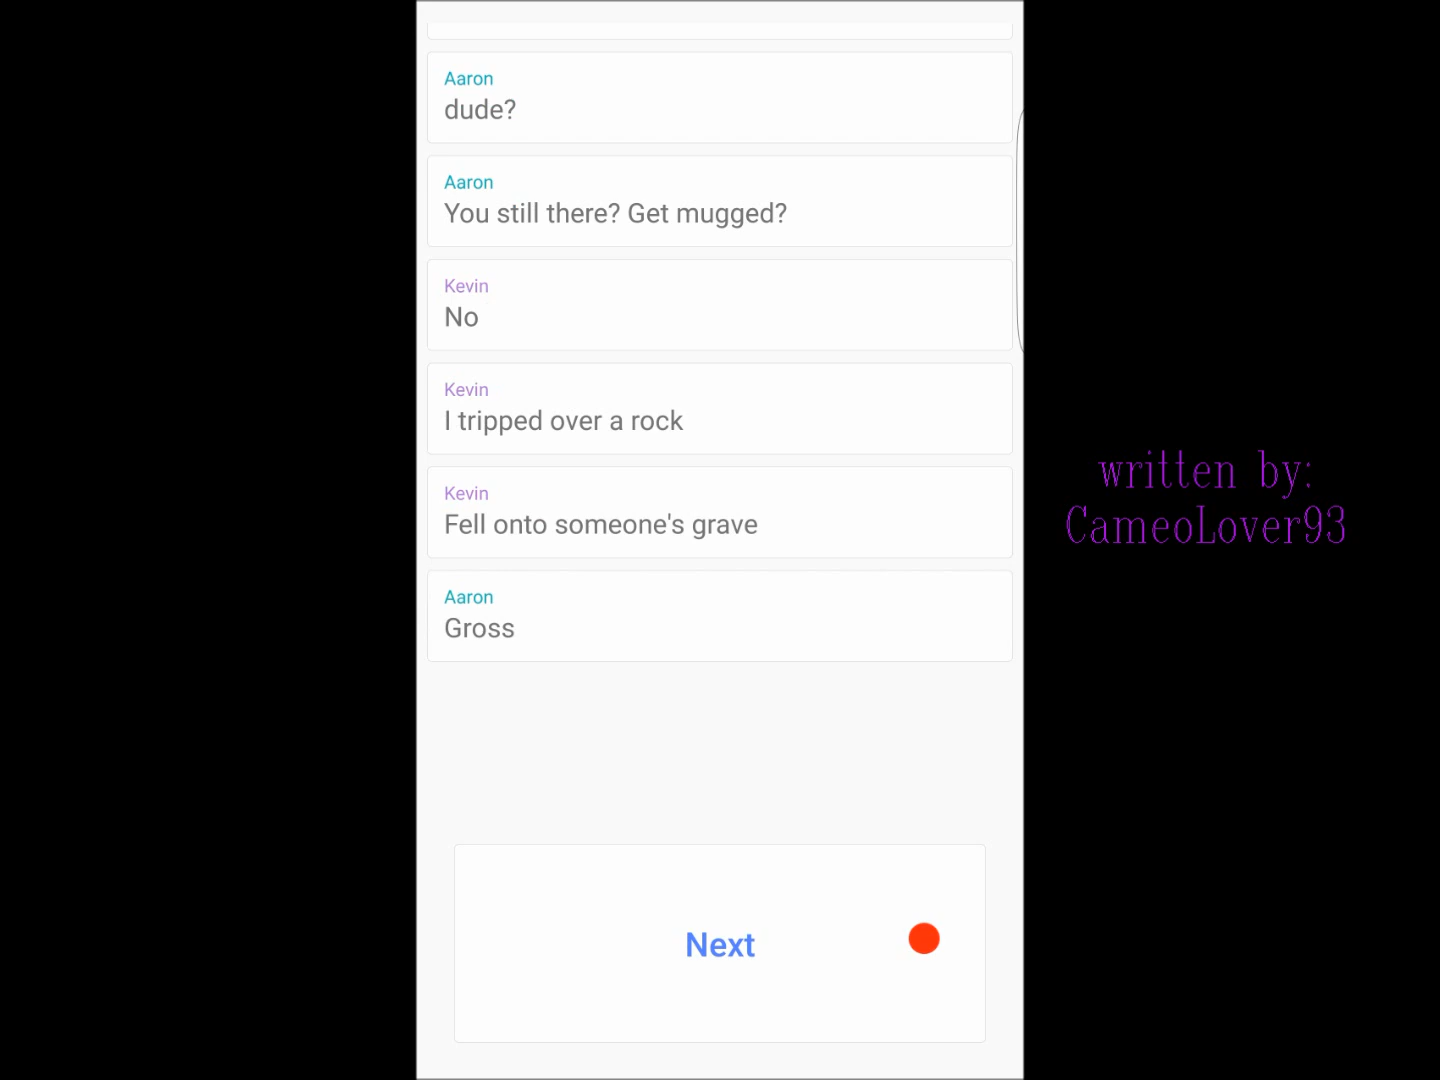 Aaron
dude?
Aaron
You still there? Get mugged?
Kevin
No
Kevin
I tripped over a rock
Kevin
Fell onto someone's grave
Aaron
Gross
Next
written by:
CameoLover93